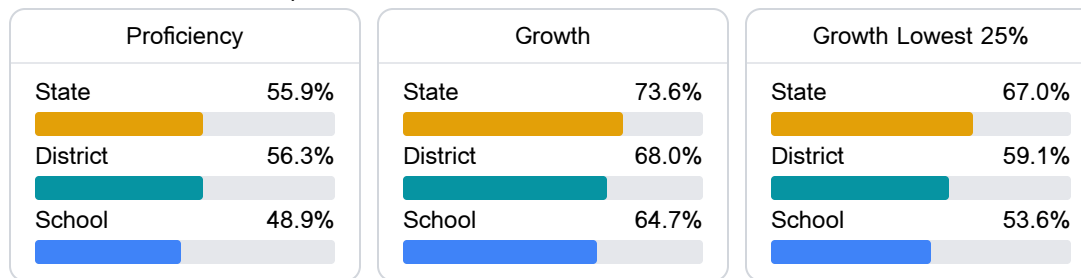 Proficiency
State 55.9%
District 56.3%
School 48.9%
Growth
State 73.6%
District 68.0%
School 64.7%
Growth Lowest 25%
State 67.0%
District 59.1%
School 53.6%